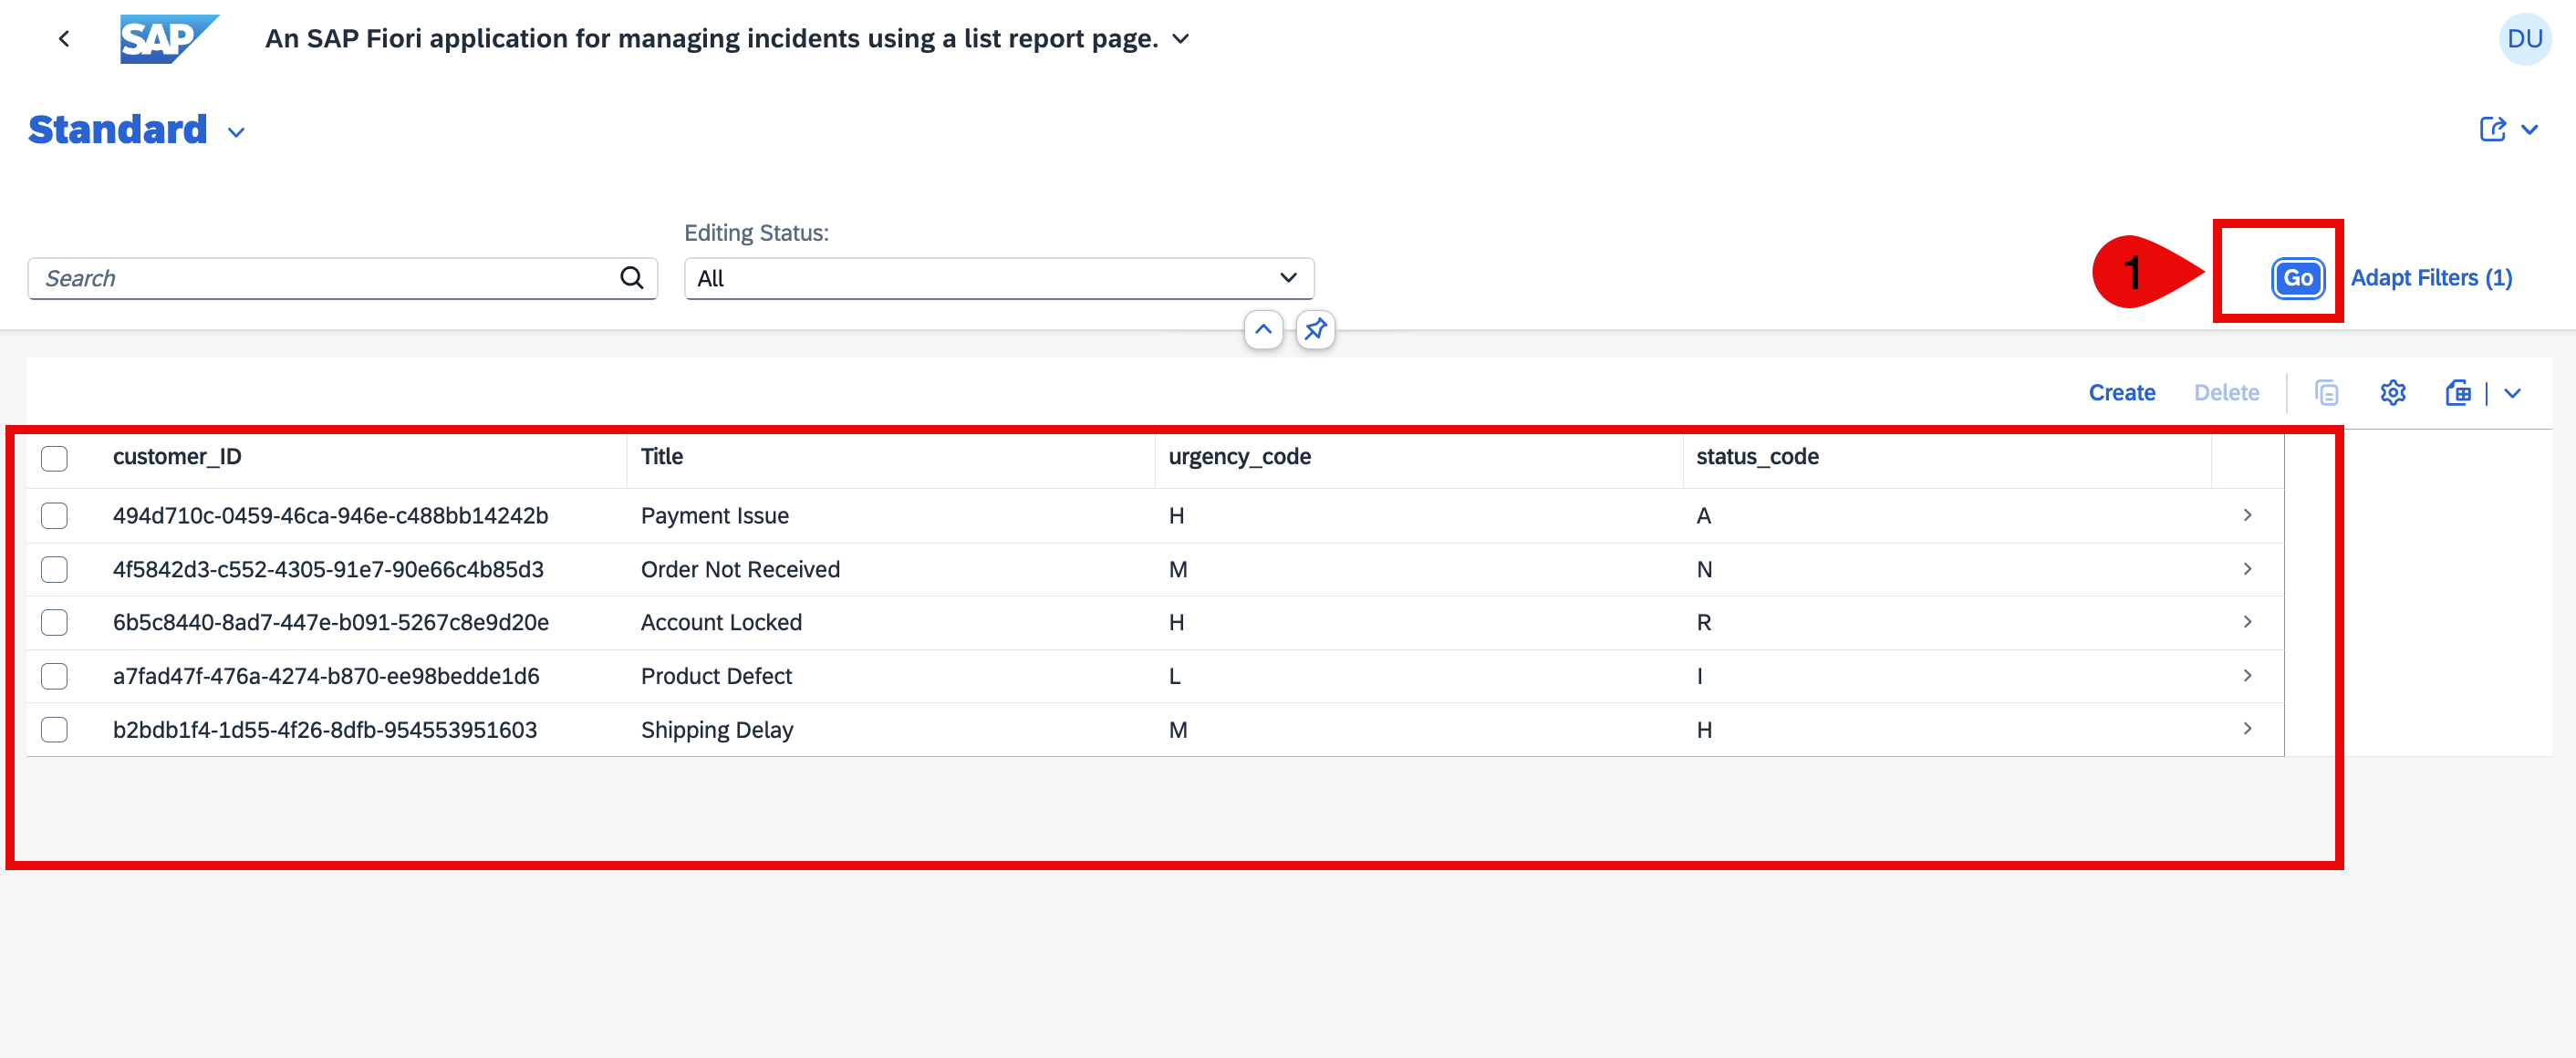 SAP An SAP Fiori application for managing incidents using a list report page. DU
Standard
Editing Status:
Search All 1 Go Adapt Filters (1)
Create Delete
customer_ID Title urgency_code status_code
494d710c-0459-46ca-946e-c488bb14242b Payment Issue H A
4f5842d3-c552-4305-91e7-90e66c4b85d3 Order Not Received M N
6b5c8440-8ad7-447e-b091-5267c8e9d20e Account Locked H R
a7fad47f-476a-4274-b870-ee98bedde1d6 Product Defect L I
b2bdb1f4-1d55-4f26-8dfb-954553951603 Shipping Delay M H